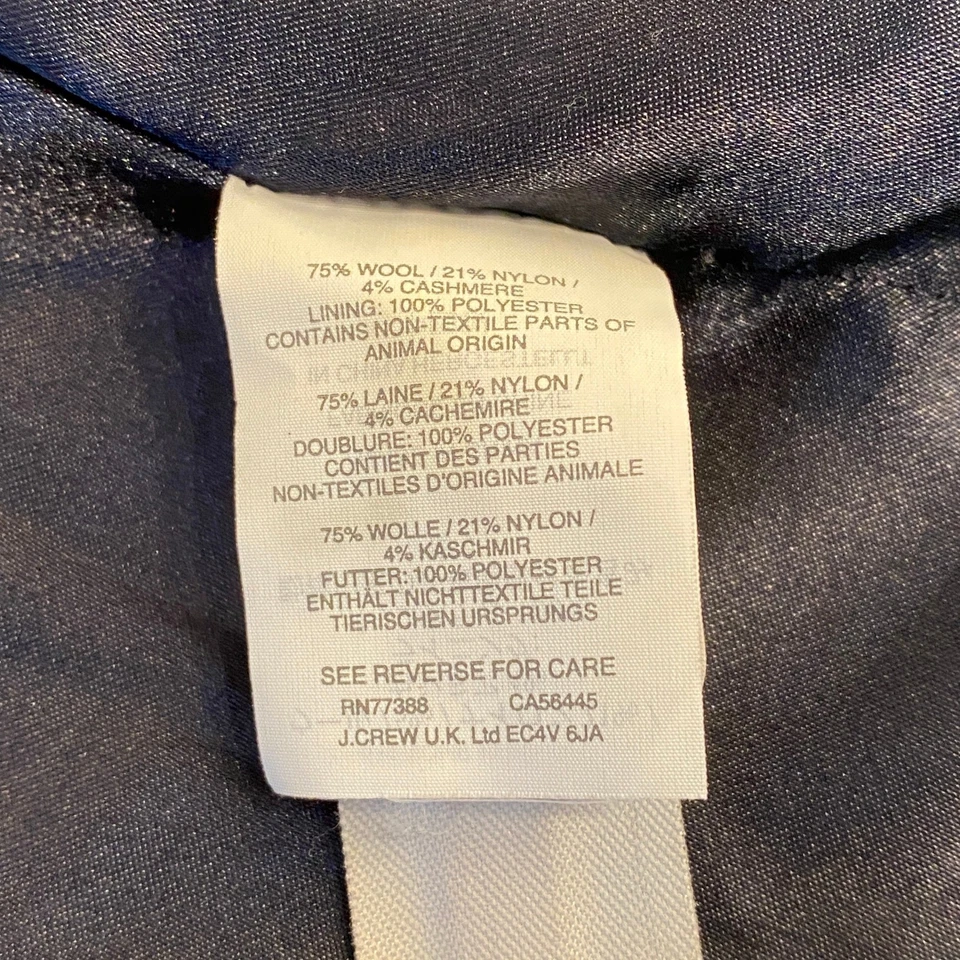 75% WOOL / 21% NYLON /
4% CASHMERE
LINING: 100% POLYESTER
CONTAINS NON-TEXTILE PARTS OF
ANIMAL ORIGIN
75% LAINE / 21% NYLON /
4% CACHEMIRE
DOUBLURE: 100% POLYESTER
CONTIENT DES PARTIES
NON-TEXTILES D'ORIGINE ANIMALE
75% WOLLE / 21% NYLON /
4% KASCHMIR
FUTTER: 100% POLYESTER
ENTHÄLT NICHTTEXTILE TEILE
TIERISCHEN URSPRUNGS
SEE REVERSE FOR CARE
RN77388 CA56445
J.CREW U.K. Ltd EC4V 6JA